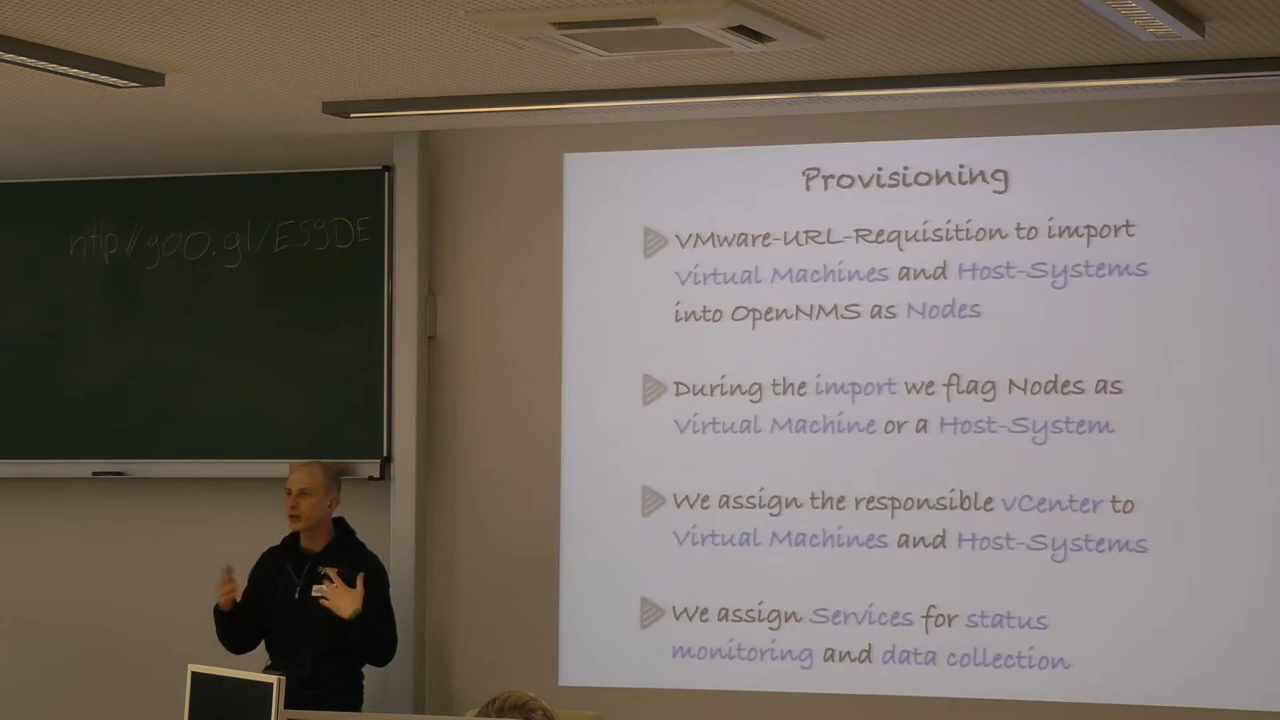 http://goo.gl/E59DE
Provisioning
VMware-URL-Requisition to import
Virtual Machines and Host-Systems
into OpenNMS as Nodes
During the import we flag Nodes as
Virtual Machine or a Host-System
We assign the responsible vCenter to
Virtual Machines and Host-Systems
We assign Services for status
monitoring and data collection